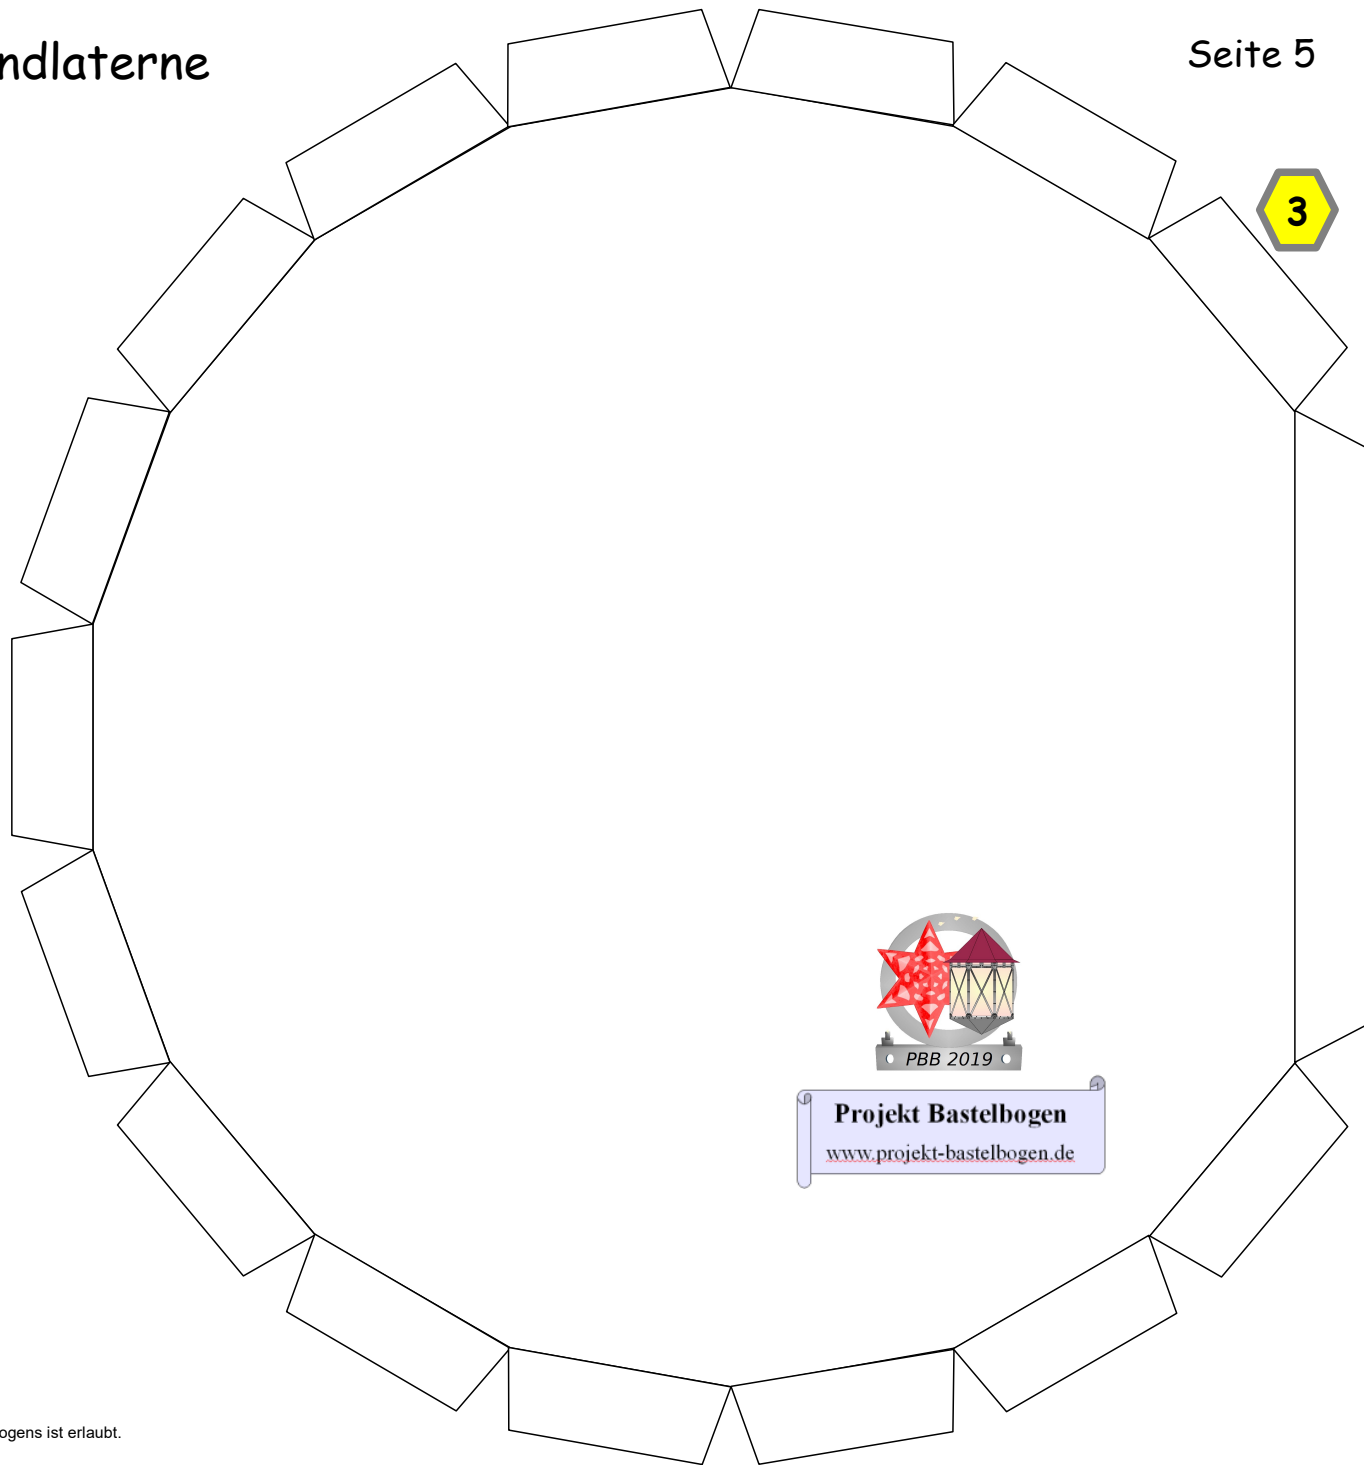 ndlaterne
Seite 5
3
PBB 2019
Projekt Bastelbogen
www.projekt-bastelbogen.de
ogens ist erlaubt.